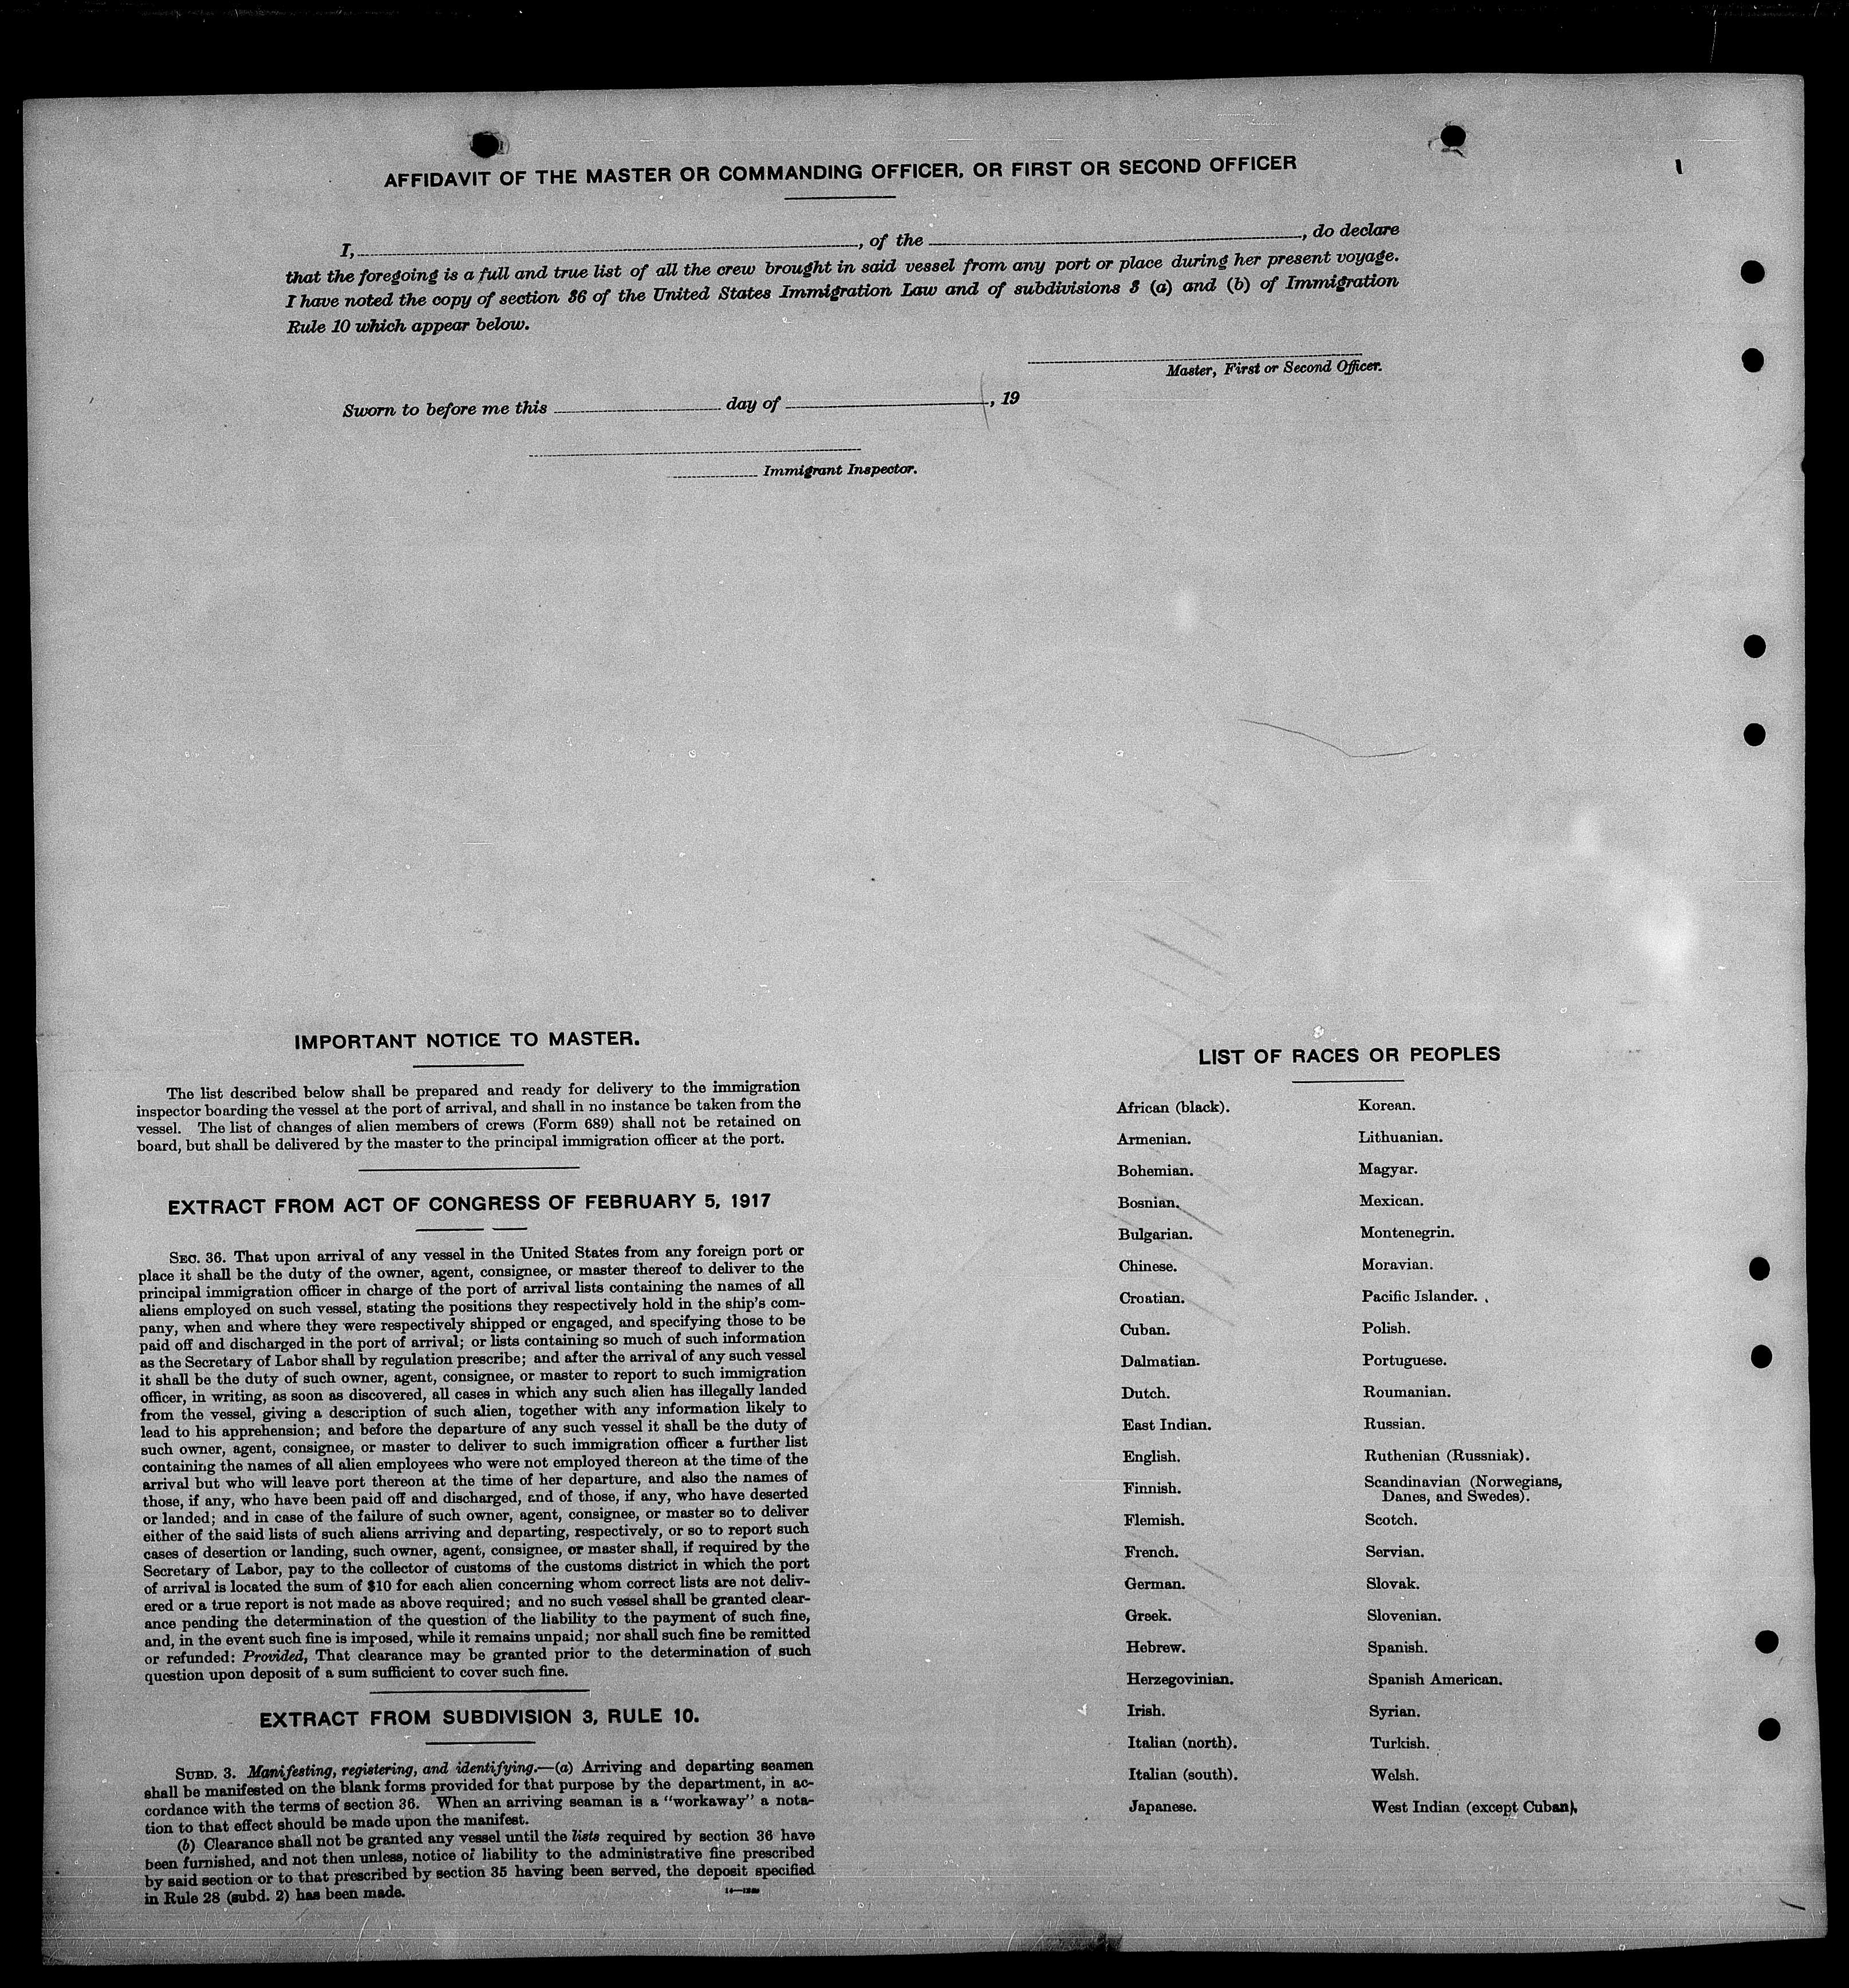 AFFIDAVIT OF THE MASTER OR COMMANDING OFFICER, OR FIRST OR SECOND OFFICER
I, , of the , do declare
that the foregoing is a full and true list of all the crew brought in said vessel from any port or place during her present voyage.
I have noted the copy of section 36 of the United States Immigration Law and of subdivisions 3 (a) and (b) of Immigration
Rule 10 which appear below.
Master, First or Second Officer.
Sworn to before me this day of , 19
Immigrant Inspector.
IMPORTANT NOTICE TO MASTER.
The list described below shall be prepared and ready for delivery to the immigration
inspector boarding the vessel at the port of arrival, and shall in no instance be taken from the
vessel. The list of changes of alien members of crews (Form 689) shall not be retained on
board, but shall be delivered by the master to the principal immigration officer at the port.
EXTRACT FROM ACT OF CONGRESS OF FEBRUARY 5, 1917
SEC. 36. That upon arrival of any vessel in the United States from any foreign port or
place it shall be the duty of the owner, agent, consignee, or master thereof to deliver to the
principal immigration officer in charge of the port of arrival lists containing the names of all
aliens employed on such vessel, stating the positions they respectively hold in the ship's com-
pany, when and where they were respectively shipped or engaged, and specifying those to be
paid off and discharged in the port of arrival; or lists containing so much of such information
as the Secretary of Labor shall by regulation prescribe; and after the arrival of any such vessel
it shall be the duty of such owner, agent, consignee, or master to report to such immigration
officer, in writing, as soon as discovered, all cases in which any such alien has illegally landed
from the vessel, giving a description of such alien, together with any information likely to
lead to his apprehension; and before the departure of any such vessel it shall be the duty of
such owner, agent, consignee, or master to deliver to such immigration officer a further list
containing the names of all alien employees who were not employed thereon at the time of the
arrival but who will leave port thereon at the time of her departure, and also the names of
those, if any, who have been paid off and discharged, and of those, if any, who have deserted
or landed; and in case of the failure of such owner, agent, consignee, or master so to deliver
either of the said lists of such aliens arriving and departing, respectively, or so to report such
cases of desertion or landing, such owner, agent, consignee, or master shall, if required by the
Secretary of Labor, pay to the collector of customs of the customs district in which the port
of arrival is located the sum of $10 for each alien concerning whom correct lists are not deliv-
ered or a true report is not made as above required; and no such vessel shall be granted clear-
ance pending the determination of the question of the liability to the payment of such fine,
and, in the event such fine is imposed, while it remains unpaid; nor shall such fine be remitted
or refunded: Provided, That clearance may be granted prior to the determination of such
question upon deposit of a sum sufficient to cover such fine.
EXTRACT FROM SUBDIVISION 3, RULE 10.
SUBD. 3. Manifesting, registering, and identifying.—(a) Arriving and departing seamen
shall be manifested on the blank forms provided for that purpose by the department, in ac-
cordance with the terms of section 36. When an arriving seaman is a "workaway" a nota-
tion to that effect should be made upon the manifest.
(b) Clearance shall not be granted any vessel until the lists required by section 36 have
been furnished, and not then unless, notice of liability to the administrative fine prescribed
by said section or to that prescribed by section 35 having been served, the deposit specified
in Rule 28 (subd. 2) has been made.
LIST OF RACES OR PEOPLES
African (black).
Armenian.
Bohemian.
Bosnian.
Bulgarian.
Chinese.
Croatian.
Cuban.
Dalmatian.
Dutch.
East Indian.
English.
Finnish.
Flemish.
French.
German.
Greek.
Hebrew.
Herzegovinian.
Irish.
Italian (north).
Italian (south).
Japanese.
Korean.
Lithuanian.
Magyar.
Mexican.
Montenegrin.
Moravian.
Pacific Islander.
Polish.
Portuguese.
Roumanian.
Russian.
Ruthenian (Russniak).
Scandinavian (Norwegians,
Danes, and Swedes).
Scotch.
Servian.
Slovak.
Slovenian.
Spanish.
Spanish American.
Syrian.
Turkish.
Welsh.
West Indian (except Cuban).